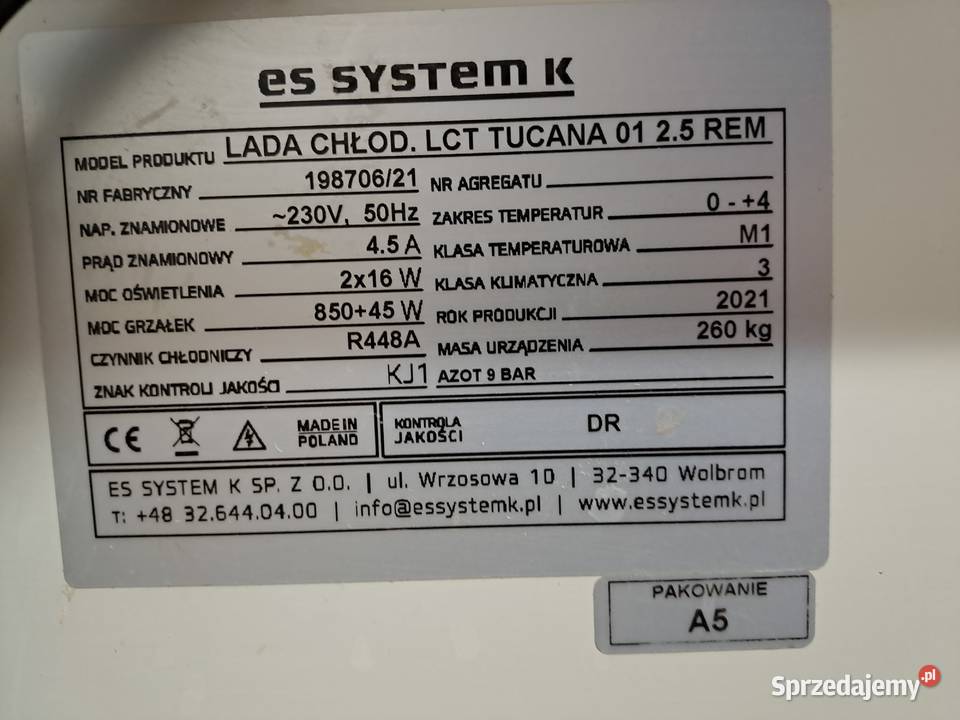 es system k
MODEL PRODUKTU LADA CHŁOD. LCT TUCANA 01 2.5 REM
NR FABRYCZNY 198706/21 NR AGREGATU
NAP. ZNAMIONOWE ~230V, 50Hz ZAKRES TEMPERATUR 0 - +4
PRĄD ZNAMIONOWY 4.5 A KLASA TEMPERATUROWA M1
MOC OŚWIETLENIA 2x16 W KLASA KLIMATYCZNA 3
MOC GRZAŁEK 850+45 W ROK PRODUKCJI 2021
CZYNNIK CHŁODNICZY R448A MASA URZĄDZENIA 260 kg
ZNAK KONTROLI JAKOŚCI KJ1 AZOT 9 BAR
CE MADE IN POLAND KONTROLA JAKOŚCI DR
ES SYSTEM K SP. Z O.O. | ul. Wrzosowa 10 | 32-340 Wolbrom
T: +48 32.644.04.00 | info@essystemk.pl | www.essystemk.pl
PAKOWANIE
A5
Sprzedajemy.pl